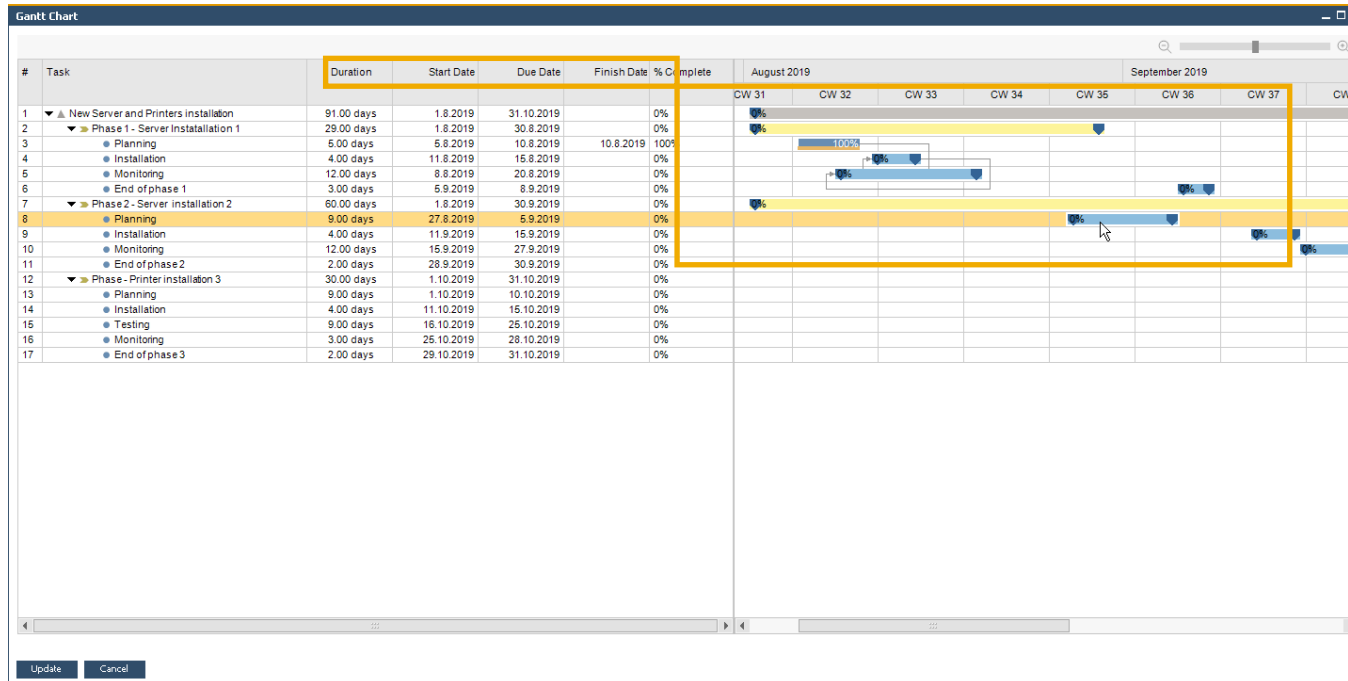 Gantt Chart
# Task Duration Start Date Due Date Finish Date % Complete August 2019 September 2019
CW 31 CW 32 CW 33 CW 34 CW 35 CW 36 CW 37 CW
1 New Server and Printers installation 91.00 days 1.8.2019 31.10.2019 0% 0%
2 Phase 1 - Server Instatallation 1 29.00 days 1.8.2019 30.8.2019 0% 0%
3 Planning 5.00 days 5.8.2019 10.8.2019 10.8.2019 100% 100%
4 Installation 4.00 days 11.8.2019 15.8.2019 0% 0%
5 Monitoring 12.00 days 8.8.2019 20.8.2019 0% 0%
6 End of phase 1 3.00 days 5.9.2019 8.9.2019 0% 0%
7 Phase 2 - Server installation 2 60.00 days 1.8.2019 30.9.2019 0% 0%
8 Planning 9.00 days 27.8.2019 5.9.2019 0% 0%
9 Installation 4.00 days 11.9.2019 15.9.2019 0% 0%
10 Monitoring 12.00 days 15.9.2019 27.9.2019 0% 0%
11 End of phase 2 2.00 days 28.9.2019 30.9.2019 0%
12 Phase - Printer installation 3 30.00 days 1.10.2019 31.10.2019 0%
13 Planning 9.00 days 1.10.2019 10.10.2019 0%
14 Installation 4.00 days 11.10.2019 15.10.2019 0%
15 Testing 9.00 days 16.10.2019 25.10.2019 0%
16 Monitoring 3.00 days 25.10.2019 28.10.2019 0%
17 End of phase 3 2.00 days 29.10.2019 31.10.2019 0%
Update Cancel